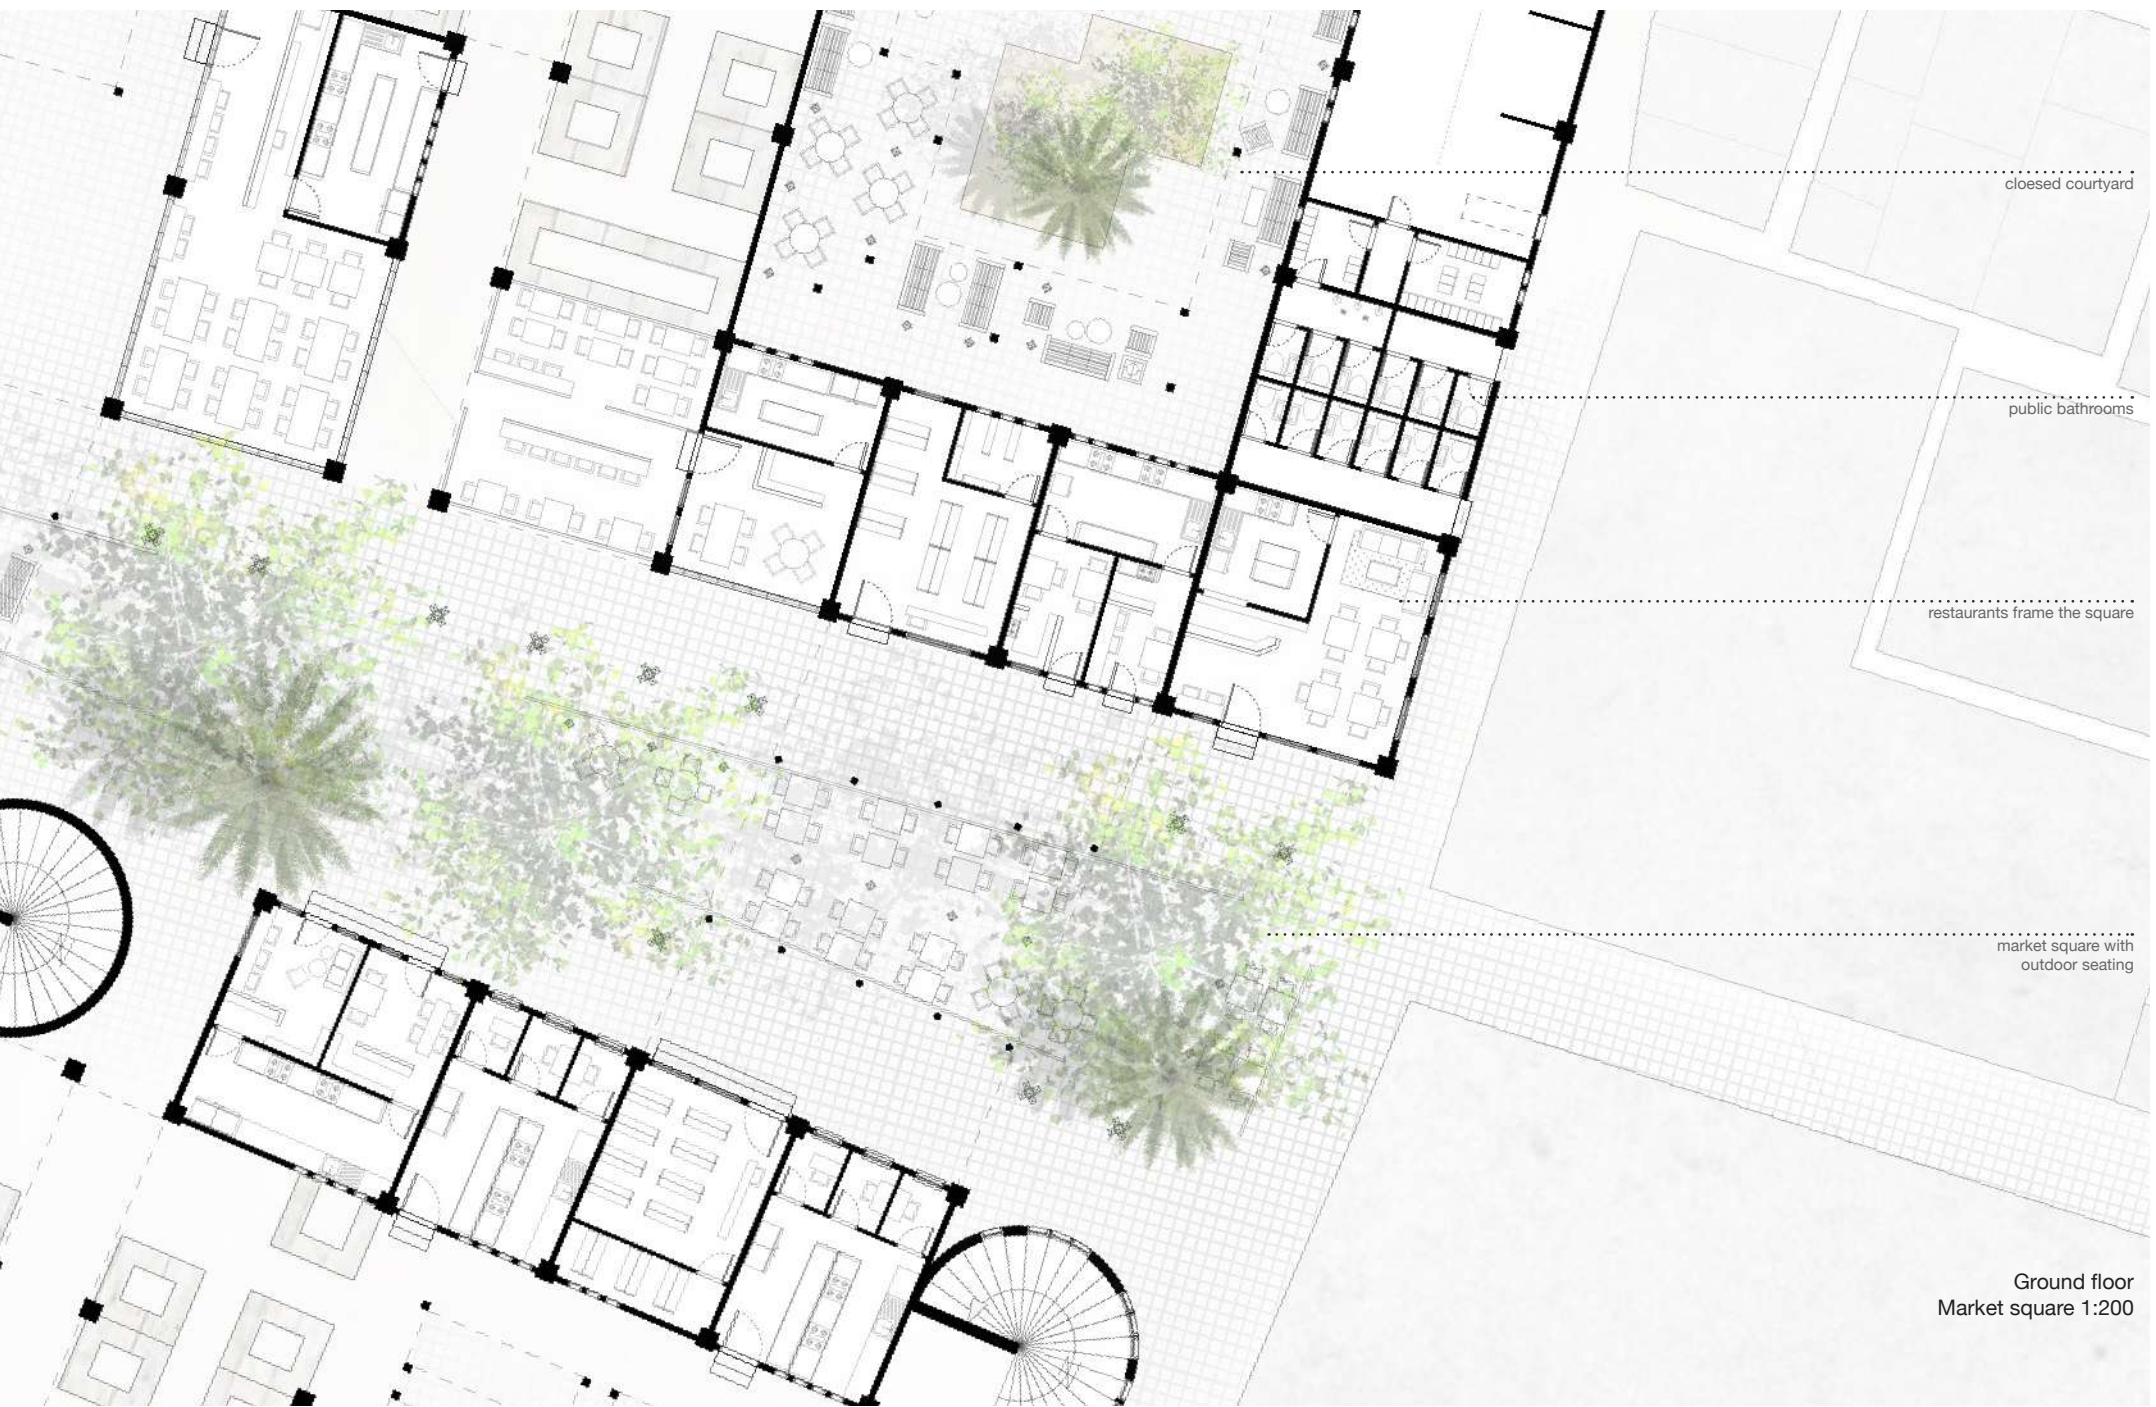 cloesed courtyard
public bathrooms
restaurants frame the square
market square with
outdoor seating
Ground floor
Market square 1:200